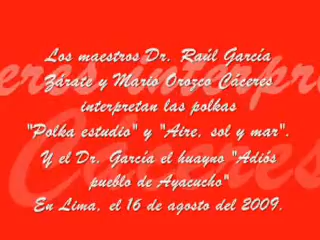 Los maestros Dr. Raúl García
Zárate y Mario Orozco Cáceres
interpretan las polkas
"Polka estudio" y "Aire, sol y mar".
Y el Dr. García el huayno "Adiós
pueblo de Ayacucho"
En Lima, el 16 de agosto del 2009.